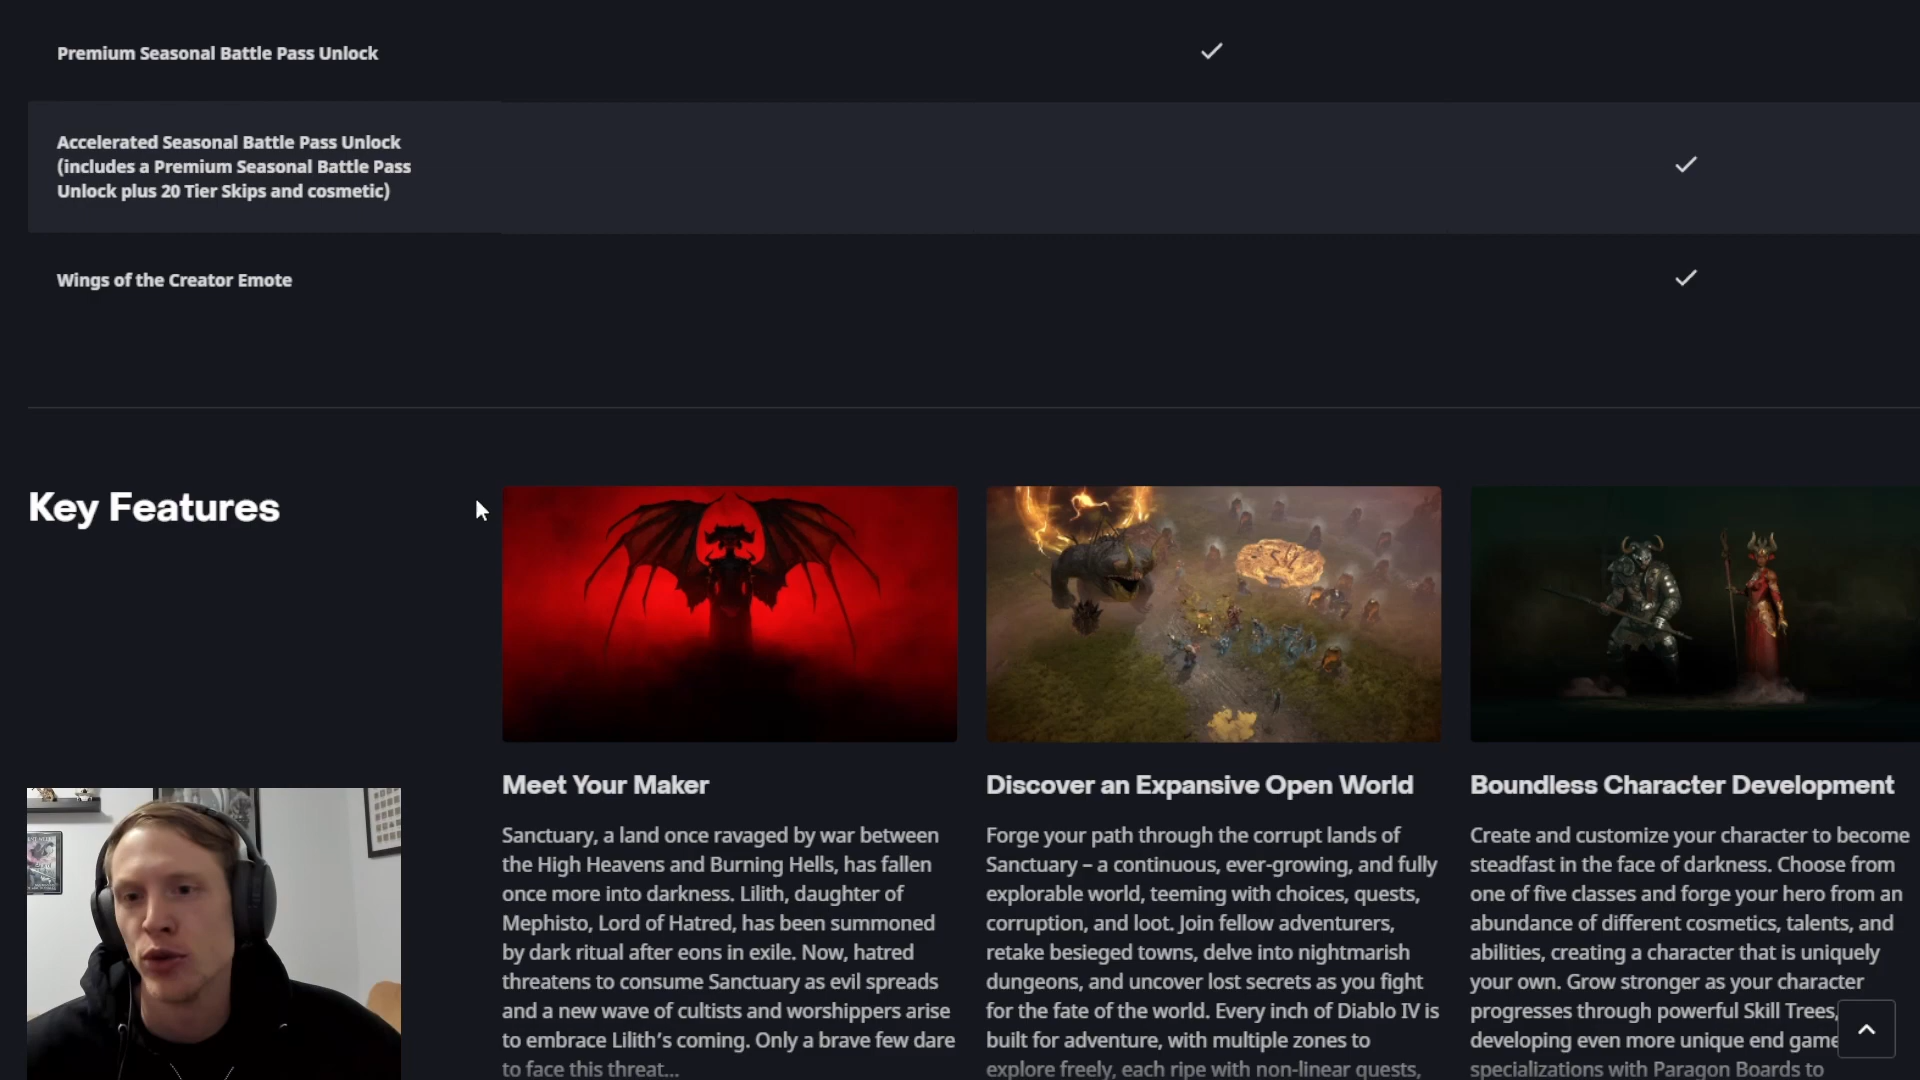 Premium Seasonal Battle Pass Unlock
Accelerated Seasonal Battle Pass Unlock
(includes a Premium Seasonal Battle Pass
Unlock plus 20 Tier Skips and cosmetic)
Wings of the Creator Emote
Key Features
Meet Your Maker
Sanctuary, a land once ravaged by war between
the High Heavens and Burning Hells, has fallen
once more into darkness. Lilith, daughter of
Mephisto, Lord of Hatred, has been summoned
by dark ritual after eons in exile. Now, hatred
threatens to consume Sanctuary as evil spreads
and a new wave of cultists and worshippers arise
to embrace Lilith's coming. Only a brave few dare
to face this threat...
Discover an Expansive Open World
Forge your path through the corrupt lands of
Sanctuary – a continuous, ever-growing, and fully
explorable world, teeming with choices, quests,
corruption, and loot. Join fellow adventurers,
retake besieged towns, delve into nightmarish
dungeons, and uncover lost secrets as you fight
for the fate of the world. Every inch of Diablo IV is
built for adventure, with multiple zones to
explore freely, each ripe with non-linear quests,
Boundless Character Development
Create and customize your character to become
steadfast in the face of darkness. Choose from
one of five classes and forge your hero from an
abundance of different cosmetics, talents, and
abilities, creating a character that is uniquely
your own. Grow stronger as your character
progresses through powerful Skill Trees,
developing even more unique end game
specializations with Paragon Boards to